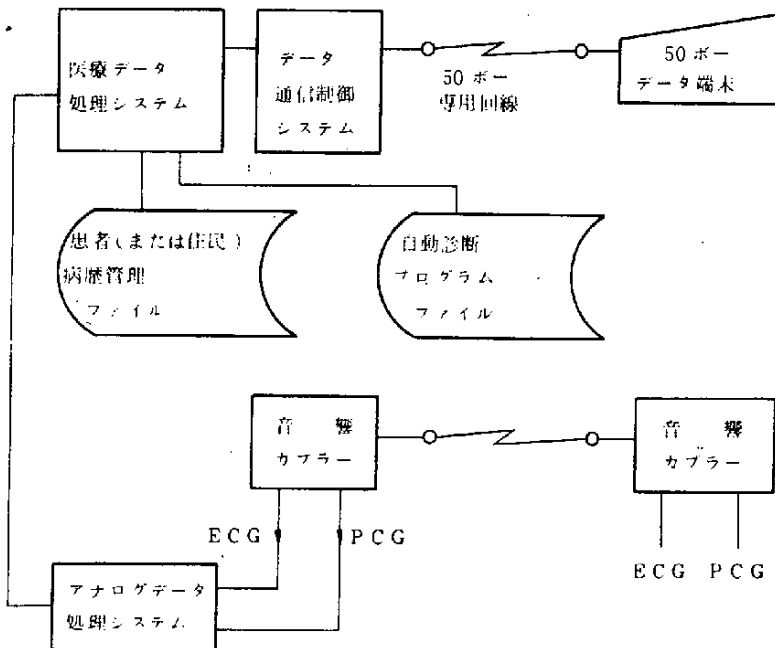 医療データ
処理システム
データ
通信制御
システム
50 ボー
専用回線
50 ボー
データ端末
患者(または住民)
病歴管理
ファイル
自動診断
プログラム
ファイル
音響
カプラー
音響
カプラー
ECG
PCG
ECG PCG
アナログデータ
処理システム